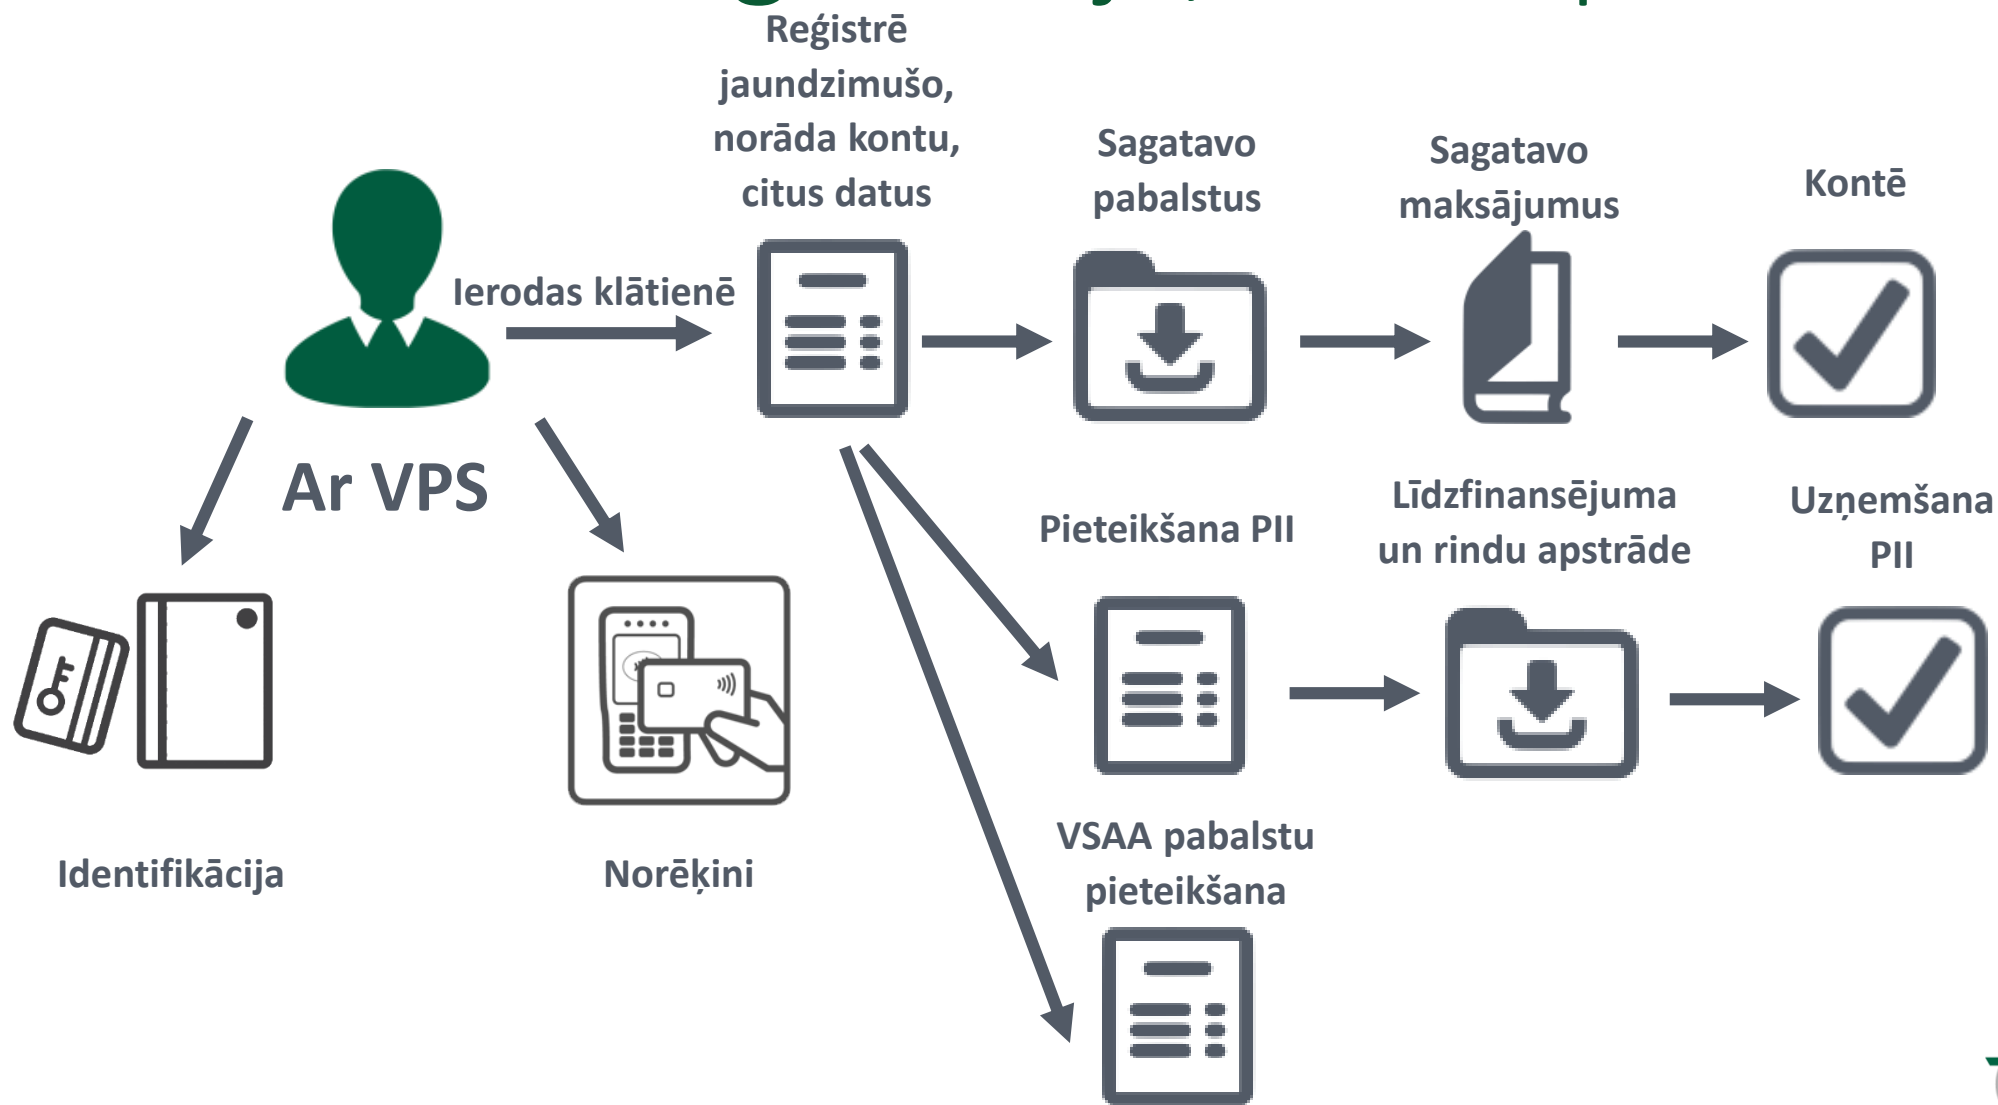 Reģistrē
jaundzimušo,
norāda kontu,
citus datus
Sagatavo
pabalstus
Sagatavo
maksājumus
Kontē
Ierodas klātienē
Ar VPS
Pieteikšana PII
Līdzfinansējuma
un rindu apstrāde
Uzņemšana
PII
Identifikācija
Norēķini
VSAA pabalstu
pieteikšana